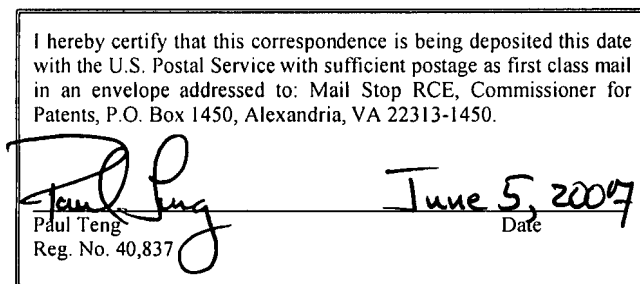 I hereby certify that this correspondence is being deposited this date
with the U.S. Postal Service with sufficient postage as first class mail
in an envelope addressed to: Mail Stop RCE, Commissioner for
Patents, P.O. Box 1450, Alexandria, VA 22313-1450.
Paul Teng June 5, 2007
Paul Teng Date
Reg. No. 40,837